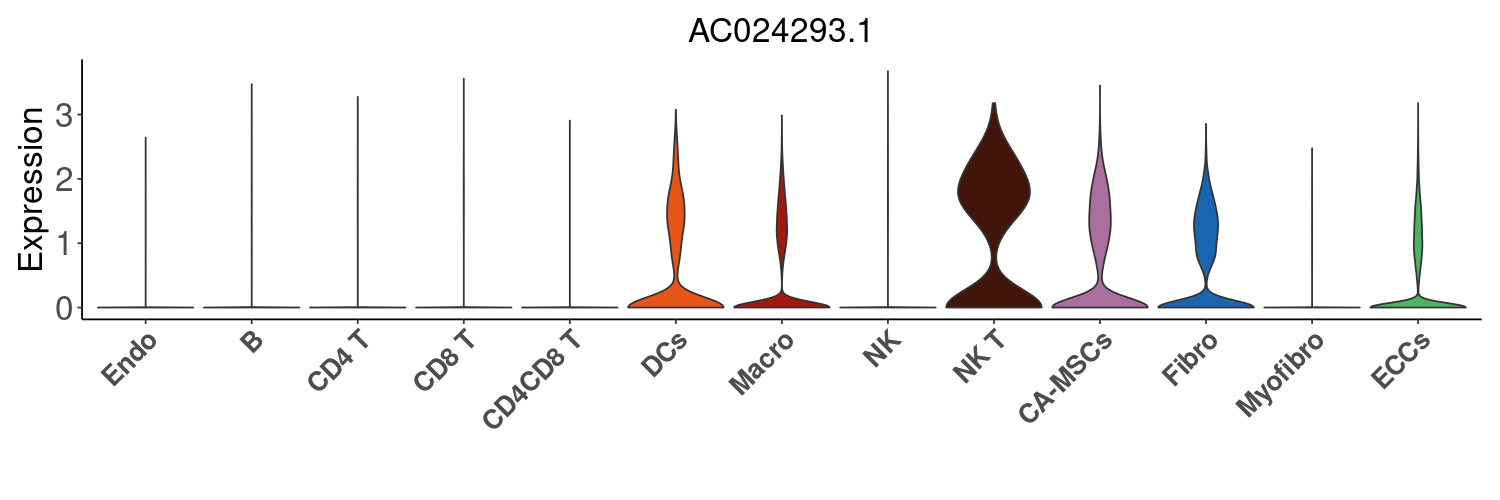 AC024293.1
Expression
3
2
1
0
Endo
B
CD4 T
CD8 T
CD4CD8 T
DCs
Macro
NK
NK T
CA-MSCs
Fibro
Myofibro
ECCs